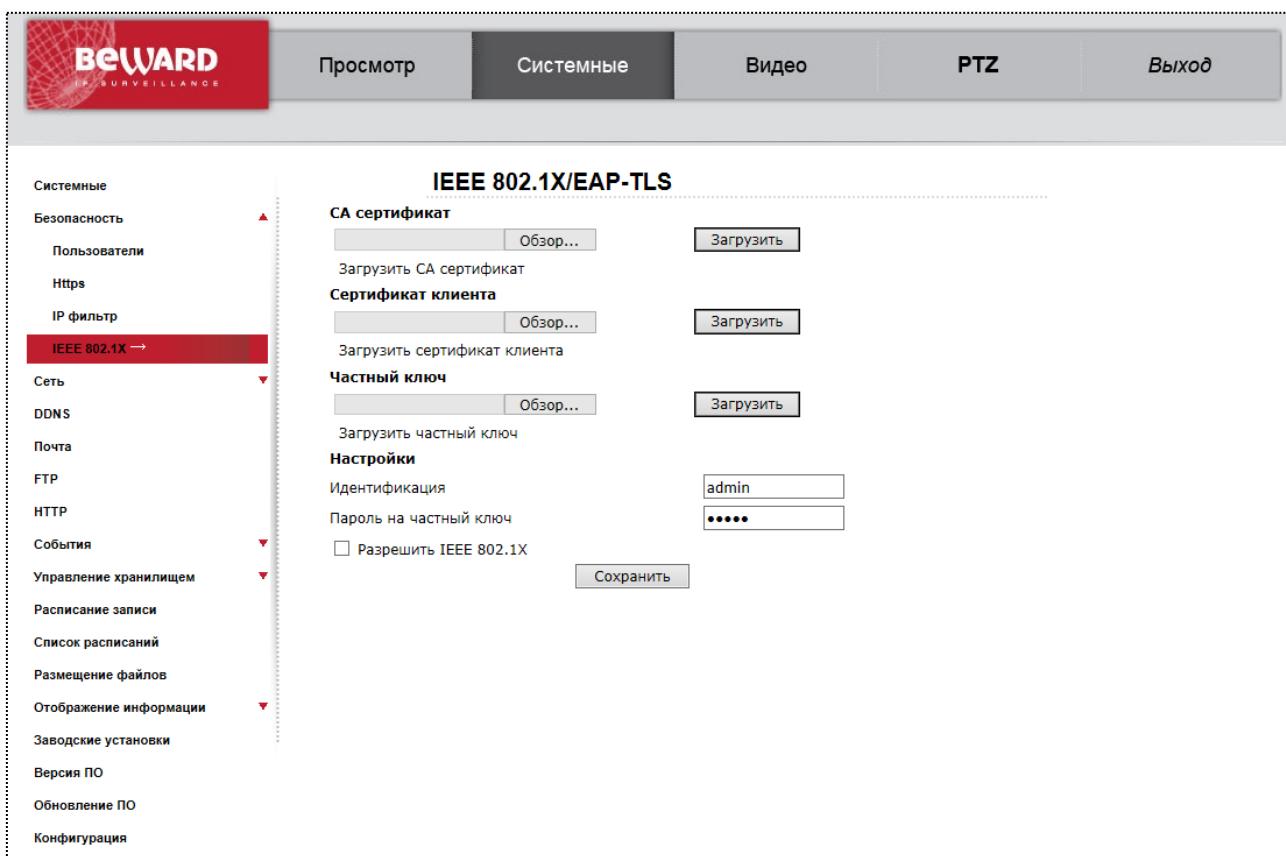 BEWARD
IP SURVEILLANCE
Просмотр
Системные
Видео
PTZ
Выход
Системные
Безопасность
Пользователи
Https
IP фильтр
IEEE 802.1X →
Сеть
DDNS
Почта
FTP
HTTP
События
Управление хранилищем
Расписание записи
Список расписаний
Размещение файлов
Отображение информации
Заводские установки
Версия ПО
Обновление ПО
Конфигурация
IEEE 802.1X/EAP-TLS
CA сертификат
Обзор... Загрузить
Загрузить CA сертификат
Сертификат клиента
Обзор... Загрузить
Загрузить сертификат клиента
Частный ключ
Обзор... Загрузить
Загрузить частный ключ
Настройки
Идентификация admin
Пароль на частный ключ •••••
Разрешить IEEE 802.1X
Сохранить